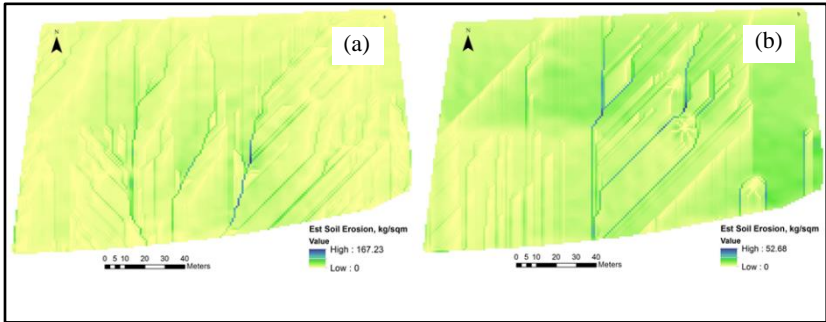 N
(a)
Est Soil Erosion, kg/sqm
Value
High : 167.23
Low : 0
0 5 10 20 30 40
Meters
N
(b)
Est Soil Erosion, kg/sqm
Value
High : 52.68
Low : 0
0 5 10 20 30 40
Meters